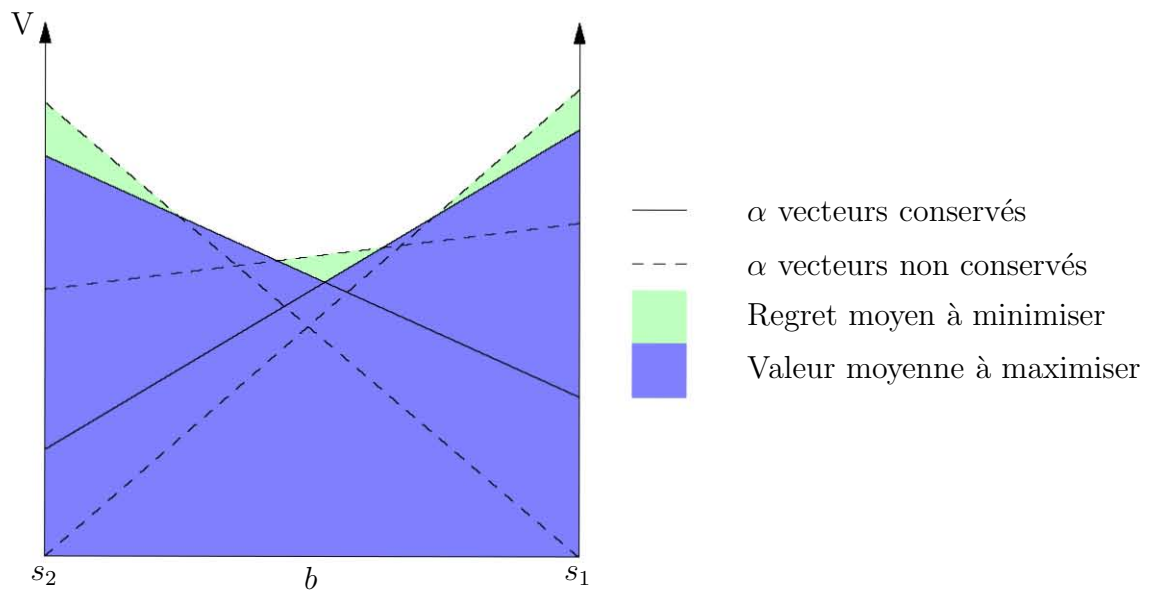 V
α vecteurs conservés
α vecteurs non conservés
Regret moyen à minimiser
Valeur moyenne à maximiser
s₂ b s₁